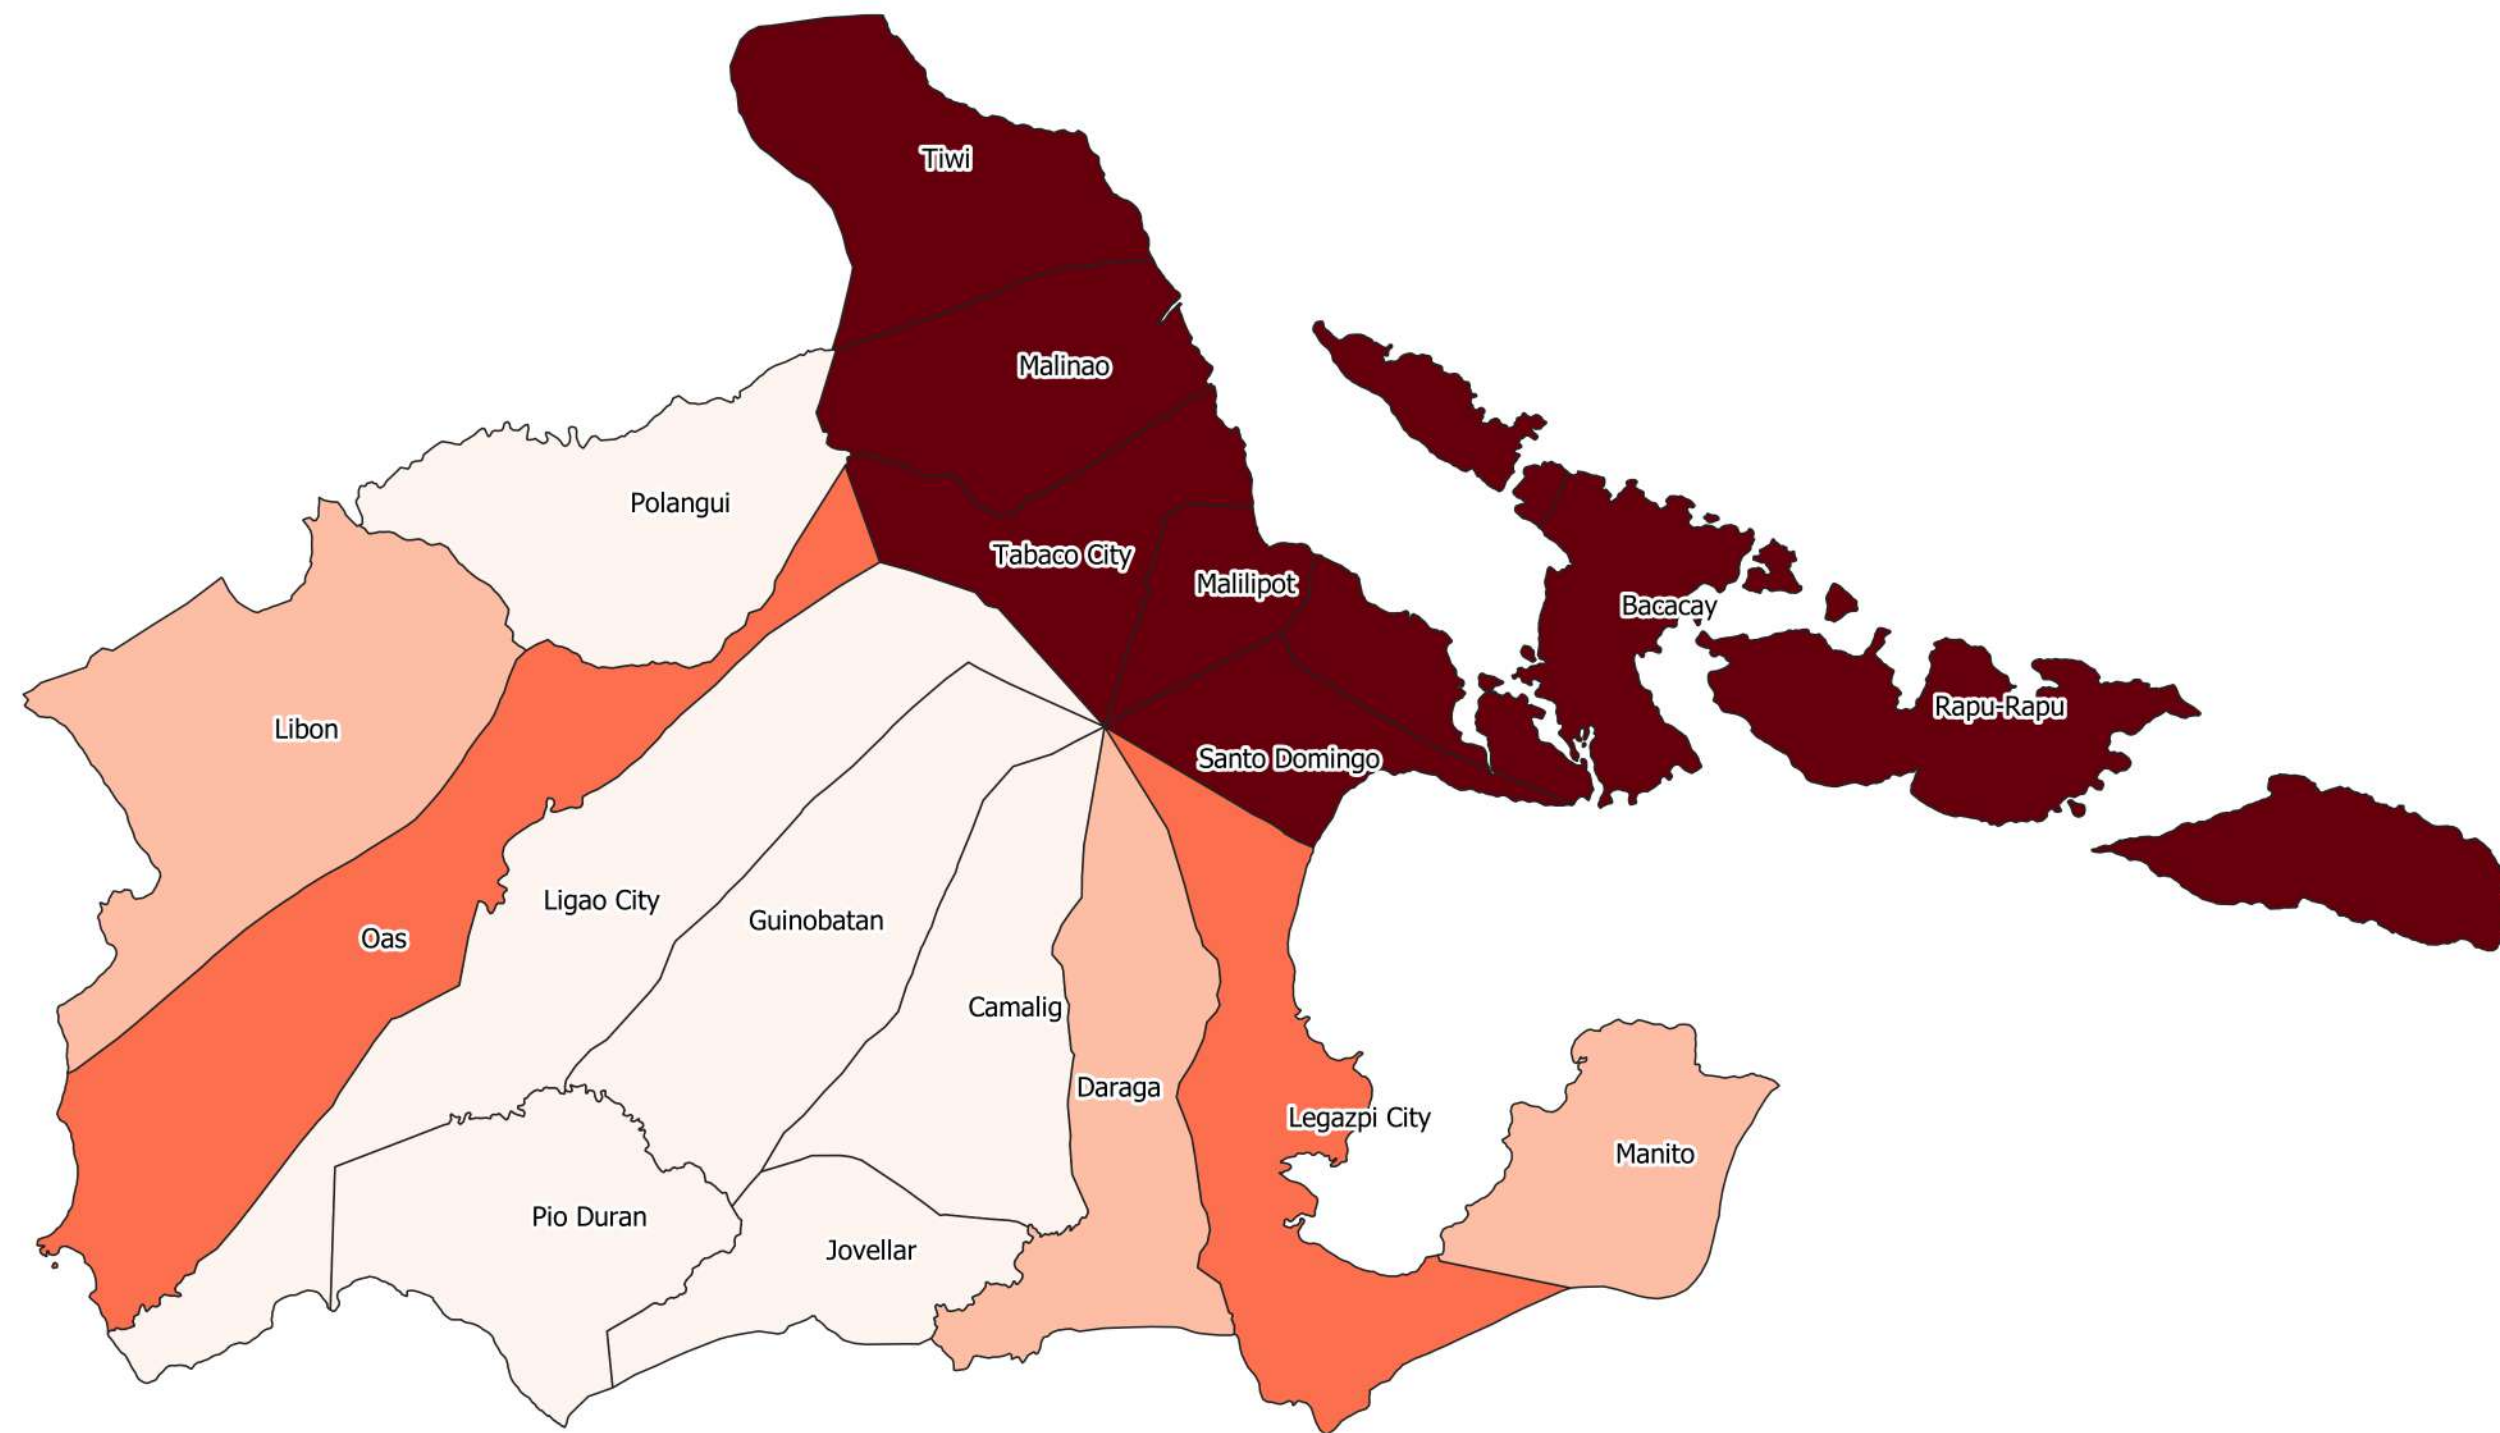 Tiwi
Malinao
Polangui
Tabaco City
Malilipot
Bacacay
Rapu-Rapu
Libon
Santo Domingo
Ligao City
Guinobatan
Oas
Camalig
Daraga
Legazpi City
Manito
Pio Duran
Jovellar